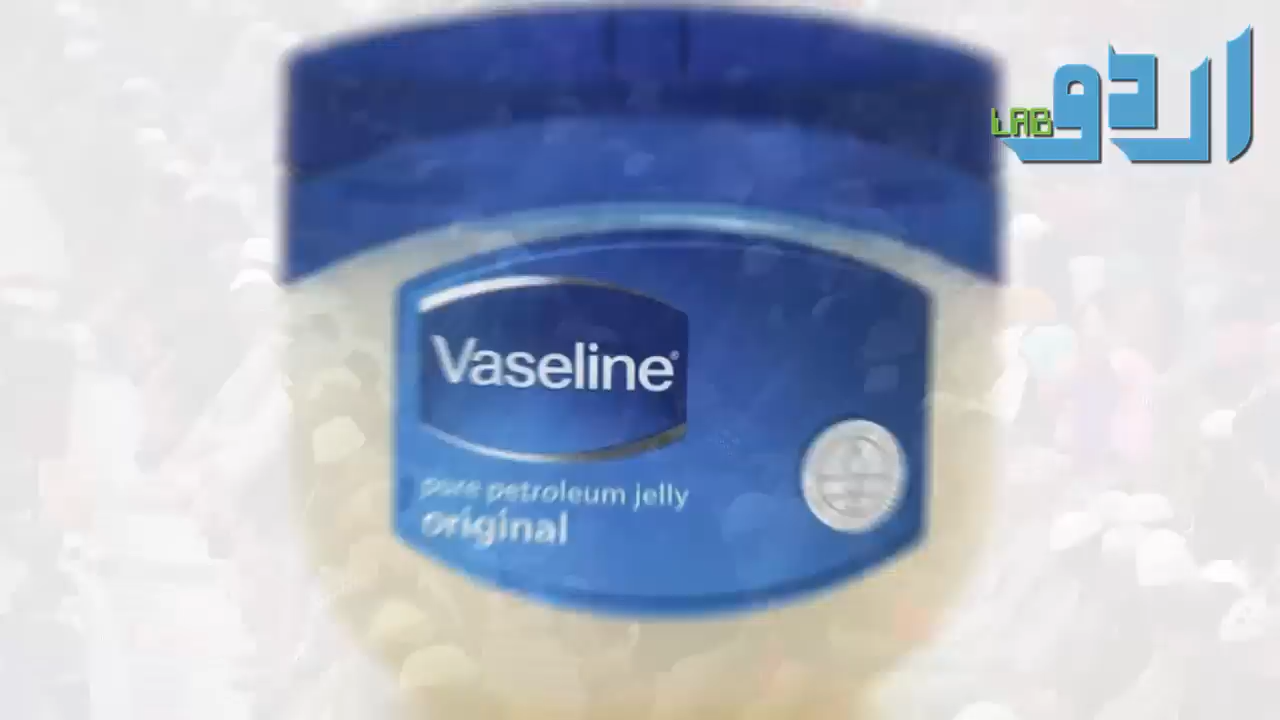 اردو
LAB
Vaseline®
pure petroleum jelly
original